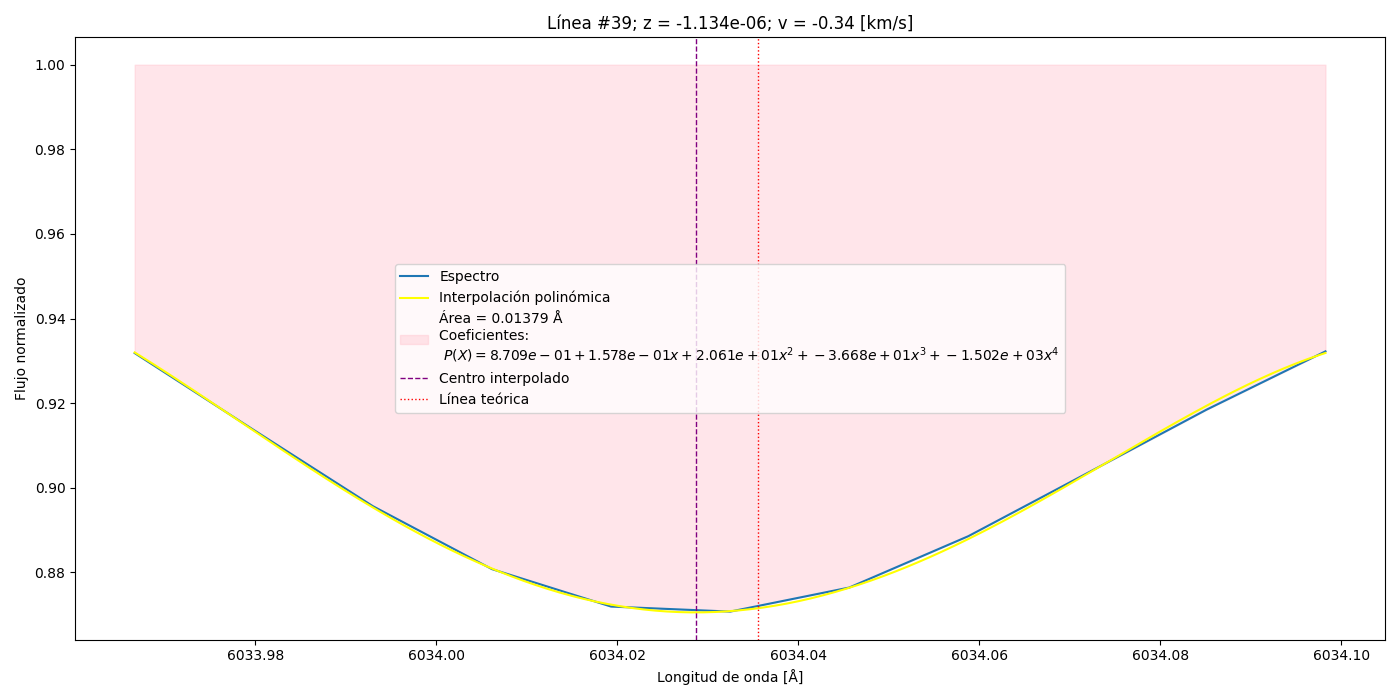 Línea #39; z = -1.134e-06; v = -0.34 [km/s]
Flujo normalizado
1.00
0.98
0.96
0.94
0.92
0.90
0.88
Espectro
Interpolación polinómica
Área = 0.01379 Å
Coeficientes:
P(X) = 8.709e − 01 + 1.578e − 01x + 2.061e + 01x² + −3.668e + 01x³ + −1.502e + 03x⁴
Centro interpolado
Línea teórica
6033.98
6034.00
6034.02
6034.04
6034.06
6034.08
6034.10
Longitud de onda [Å]